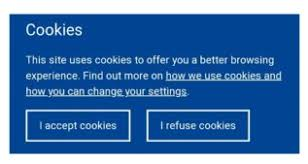 Cookies
This site uses cookies to offer you a better browsing
experience. Find out more on how we use cookies and
how you can change your settings.
I accept cookies
I refuse cookies